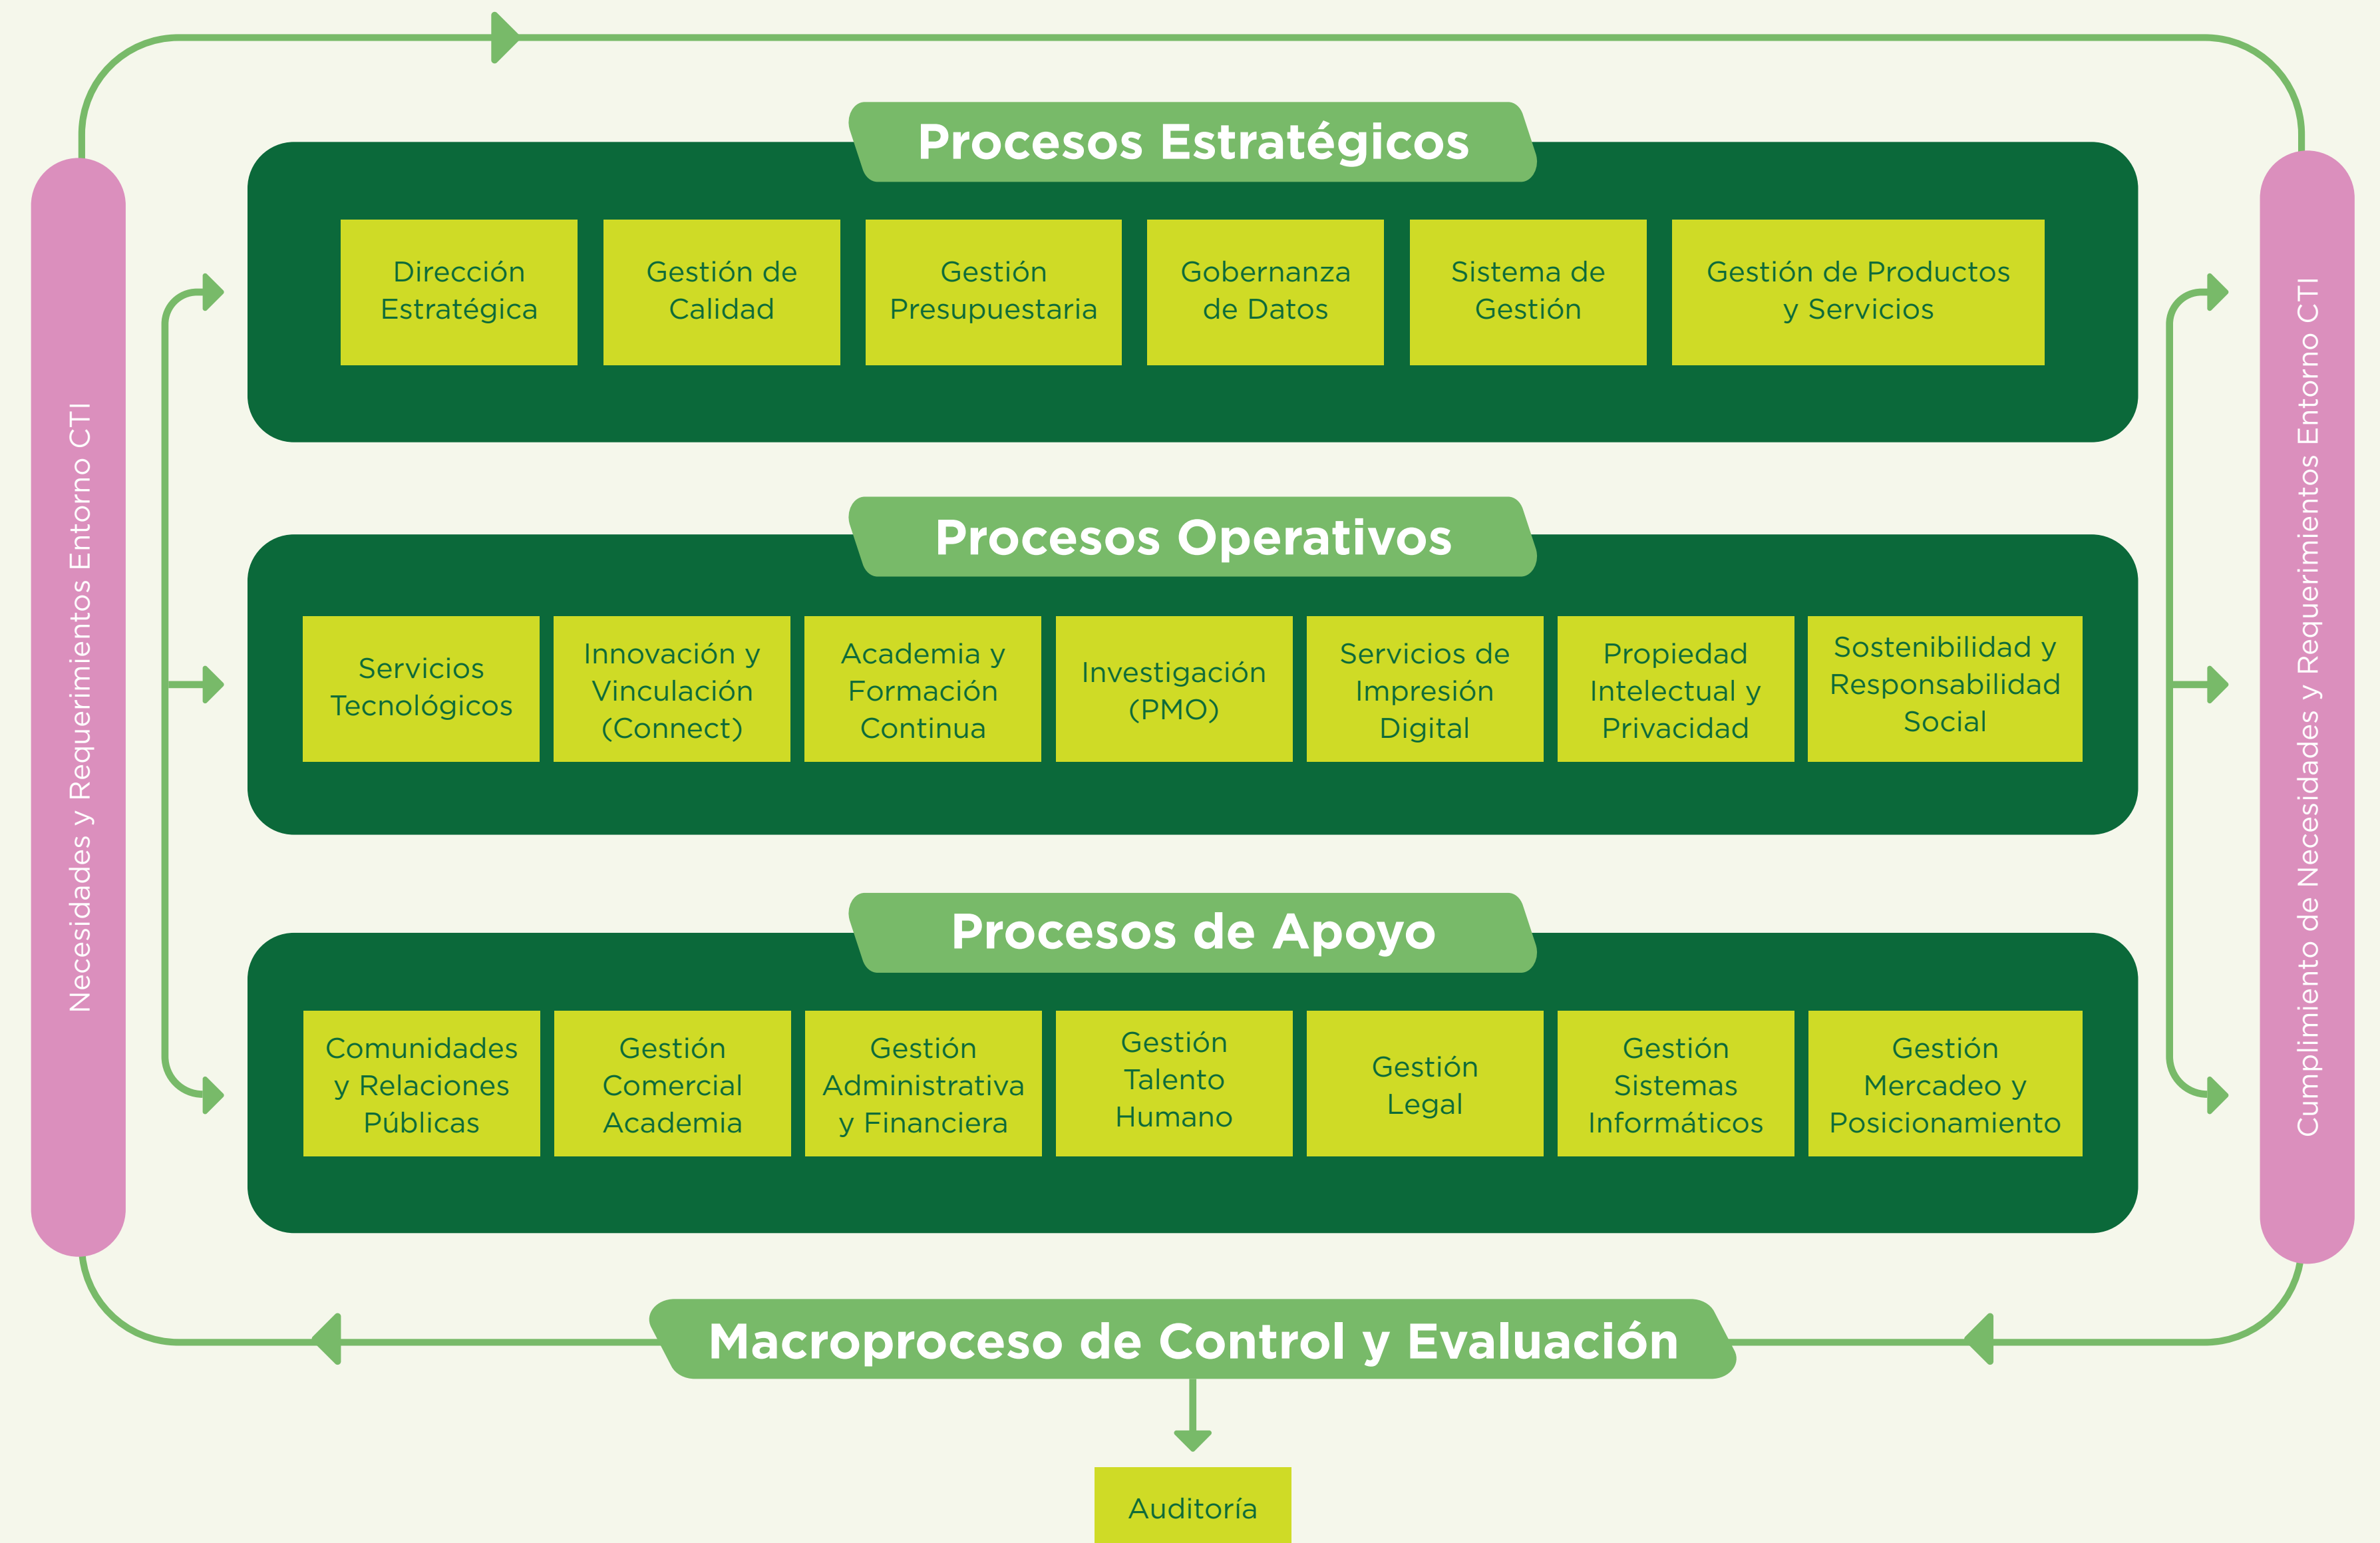 Procesos Estratégicos
Dirección
Estratégica
Gestión de
Calidad
Gestión
Presupuestaria
Gobernanza
de Datos
Sistema de
Gestión
Gestión de Productos
y Servicios
Necesidades y Requerimientos Entorno CTI
Procesos Operativos
Servicios
Tecnológicos
Innovación y
Vinculación
(Connect)
Academia y
Formación
Continua
Investigación
(PMO)
Servicios de
Impresión
Digital
Propiedad
Intelectual y
Privacidad
Sostenibilidad y
Responsabilidad
Social
Cumplimiento de Necesidades y Requerimientos Entorno CTI
Procesos de Apoyo
Comunidades
y Relaciones
Públicas
Gestión
Comercial
Academia
Gestión
Administrativa
y Financiera
Gestión
Talento
Humano
Gestión
Legal
Gestión
Sistemas
Informáticos
Gestión
Mercadeo y
Posicionamiento
Macroproceso de Control y Evaluación
Auditoría